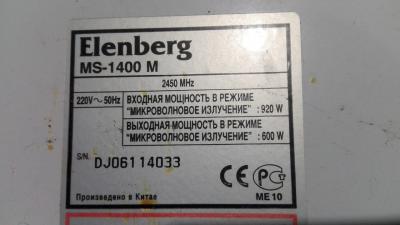 Elenberg
MS-1400 M
2450 MHz
220V~50Hz
ВХОДНАЯ МОЩНОСТЬ В РЕЖИМЕ
"МИКРОВОЛНОВОЕ ИЗЛУЧЕНИЕ" : 920 W
ВЫХОДНАЯ МОЩНОСТЬ В РЕЖИМЕ
"МИКРОВОЛНОВОЕ ИЗЛУЧЕНИЕ" : 600 W
S/N. DJ06114033
CE РС
Произведено в Китае
ME10